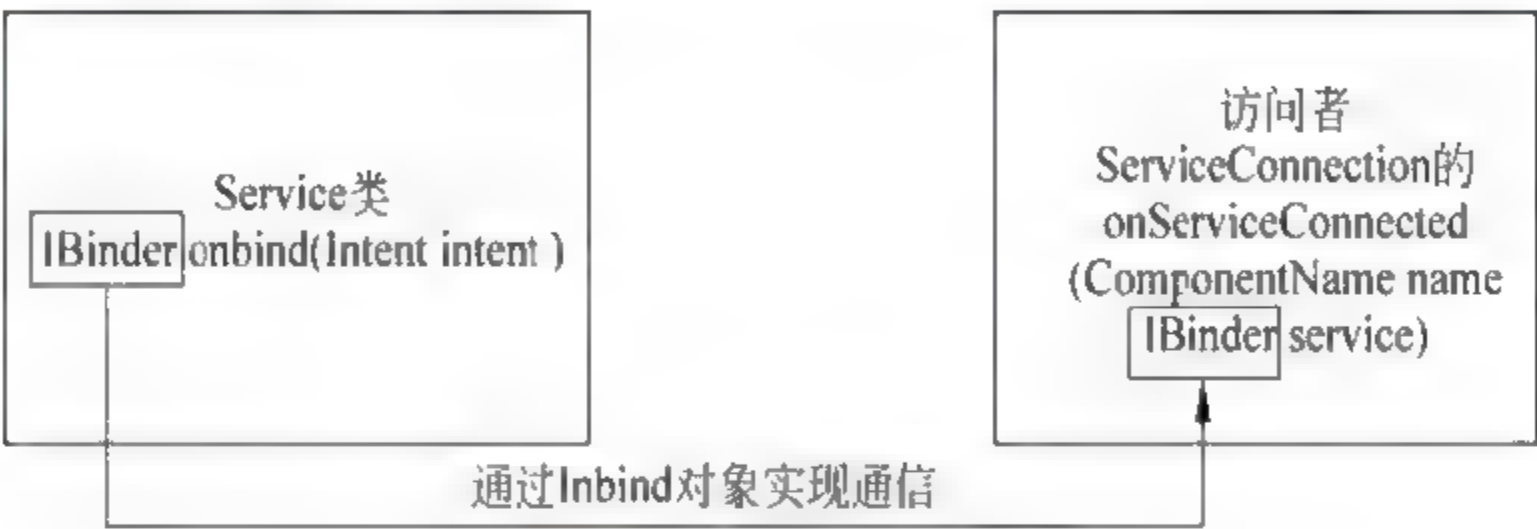 Service类
IBinder onbind(Intent intent )
访问者
ServiceConnection的
onServiceConnected
(ComponentName name
IBinder service)
通过Inbind对象实现通信